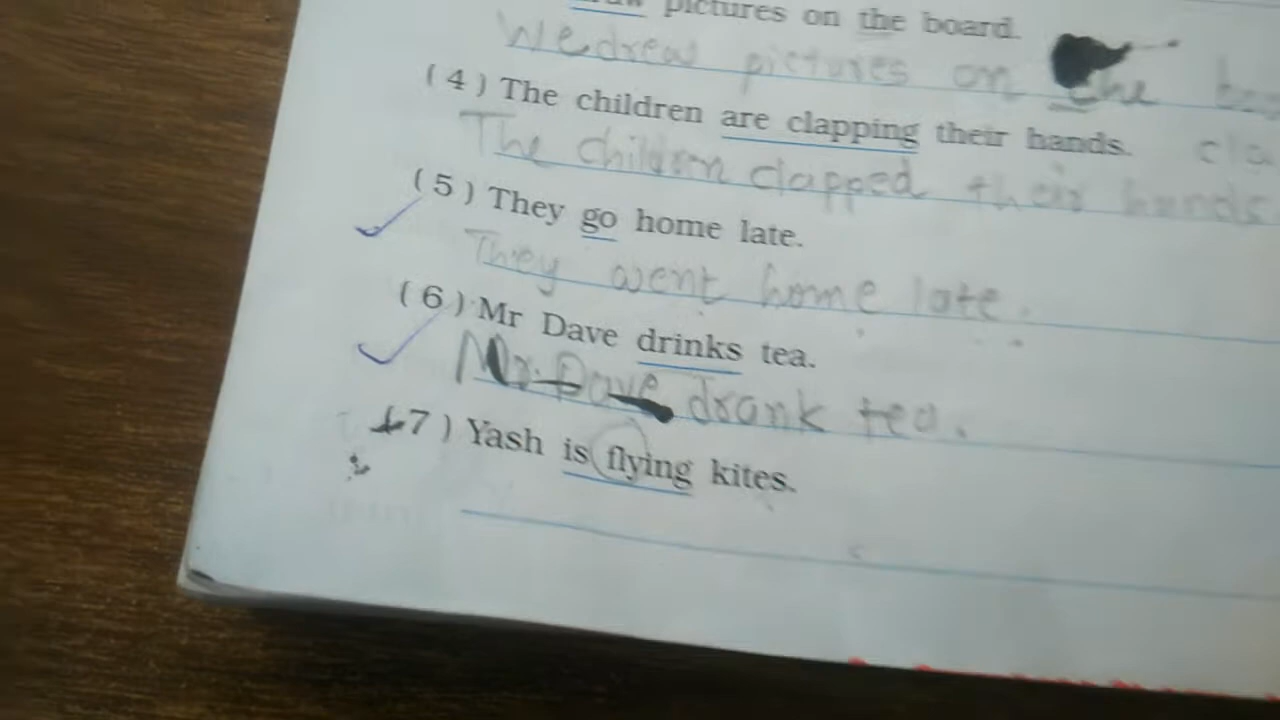 pictures on the board.
We drew pictures on the
(4) The children are clapping their hands.
The children clapped their hands
(5) They go home late.
They went home late.
(6) Mr Dave drinks tea.
Mr. Dave drank tea.
(7) Yash is flying kites.